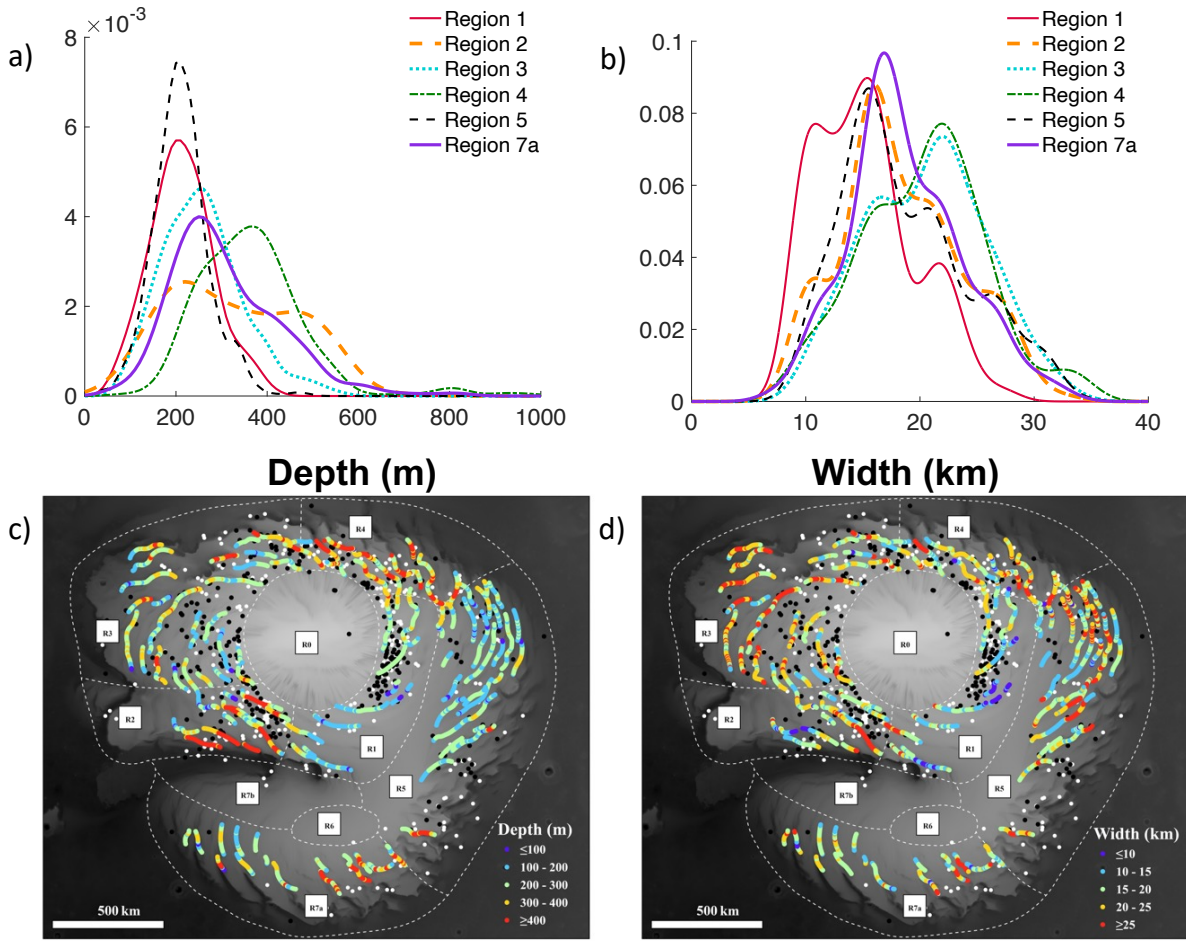 a)
×10⁻³
8
6
4
2
0
0 200 400 600 800 1000
Region 1
Region 2
Region 3
Region 4
Region 5
Region 7a
Depth (m)
b)
0.1
0.08
0.06
0.04
0.02
0
0 10 20 30 40
Region 1
Region 2
Region 3
Region 4
Region 5
Region 7a
Width (km)
c)
R4
R3
R0
R2
R1
R7b
R5
R6
R7a
Depth (m)
≤100
100 - 200
200 - 300
300 - 400
≥400
500 km
d)
R4
R3
R0
R2
R1
R7b
R5
R6
R7a
Width (km)
≤10
10 - 15
15 - 20
20 - 25
≥25
500 km